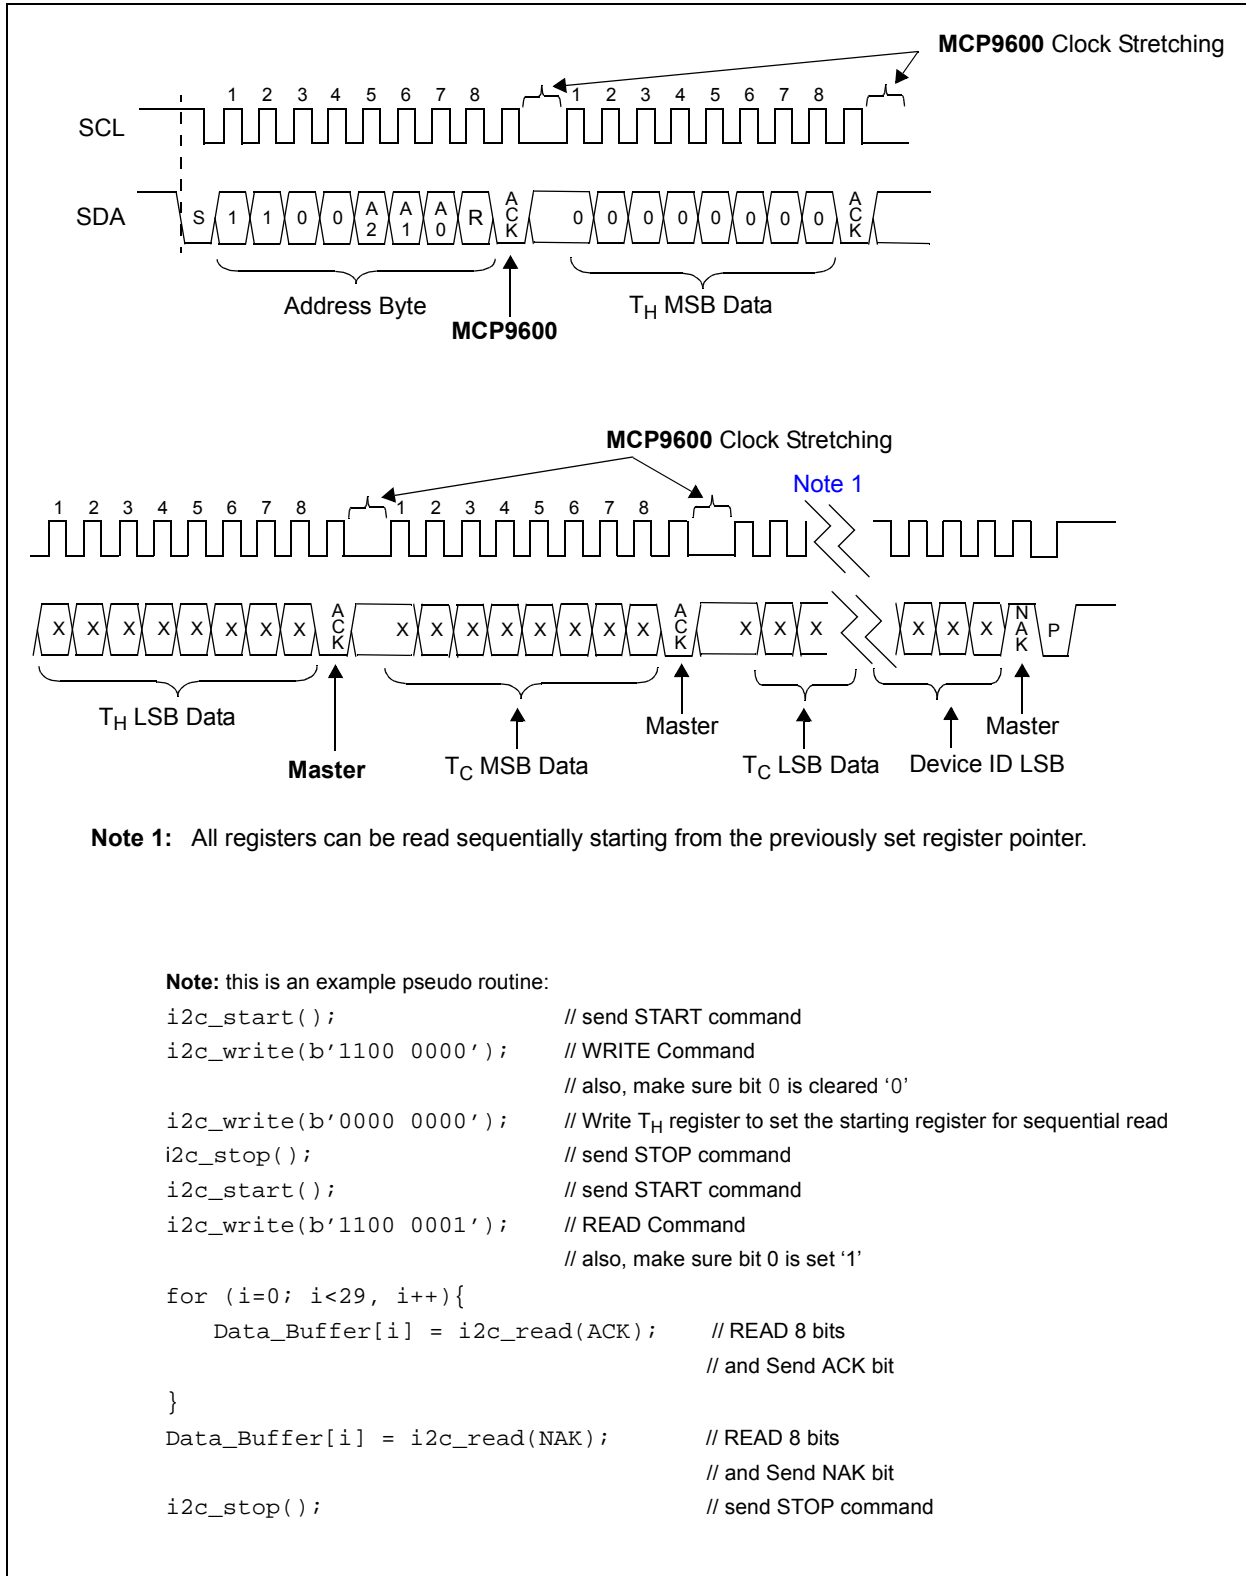 MCP9600 Clock Stretching
1 2 3 4 5 6 7 8 1 2 3 4 5 6 7 8
SCL
SDA S 1 1 0 0 A2 A1 A0 R ACK 0 0 0 0 0 0 0 0 ACK
Address Byte
TH MSB Data
MCP9600
MCP9600 Clock Stretching
Note 1
1 2 3 4 5 6 7 8 1 2 3 4 5 6 7 8
X X X X X X X X ACK X X X X X X X X ACK X X X X X X NAK P
TH LSB Data
Master
TC MSB Data
Master
TC LSB Data
Device ID LSB
Master
Note 1: All registers can be read sequentially starting from the previously set register pointer.
Note: this is an example pseudo routine:
i2c_start(); // send START command
i2c_write(b’1100 0000’); // WRITE Command
// also, make sure bit 0 is cleared ‘0’
i2c_write(b’0000 0000’); // Write TH register to set the starting register for sequential read
i2c_stop(); // send STOP command
i2c_start(); // send START command
i2c_write(b’1100 0001’); // READ Command
// also, make sure bit 0 is set ‘1’
for (i=0; i<29, i++){
Data_Buffer[i] = i2c_read(ACK); // READ 8 bits
// and Send ACK bit
}
Data_Buffer[i] = i2c_read(NAK); // READ 8 bits
// and Send NAK bit
i2c_stop(); // send STOP command